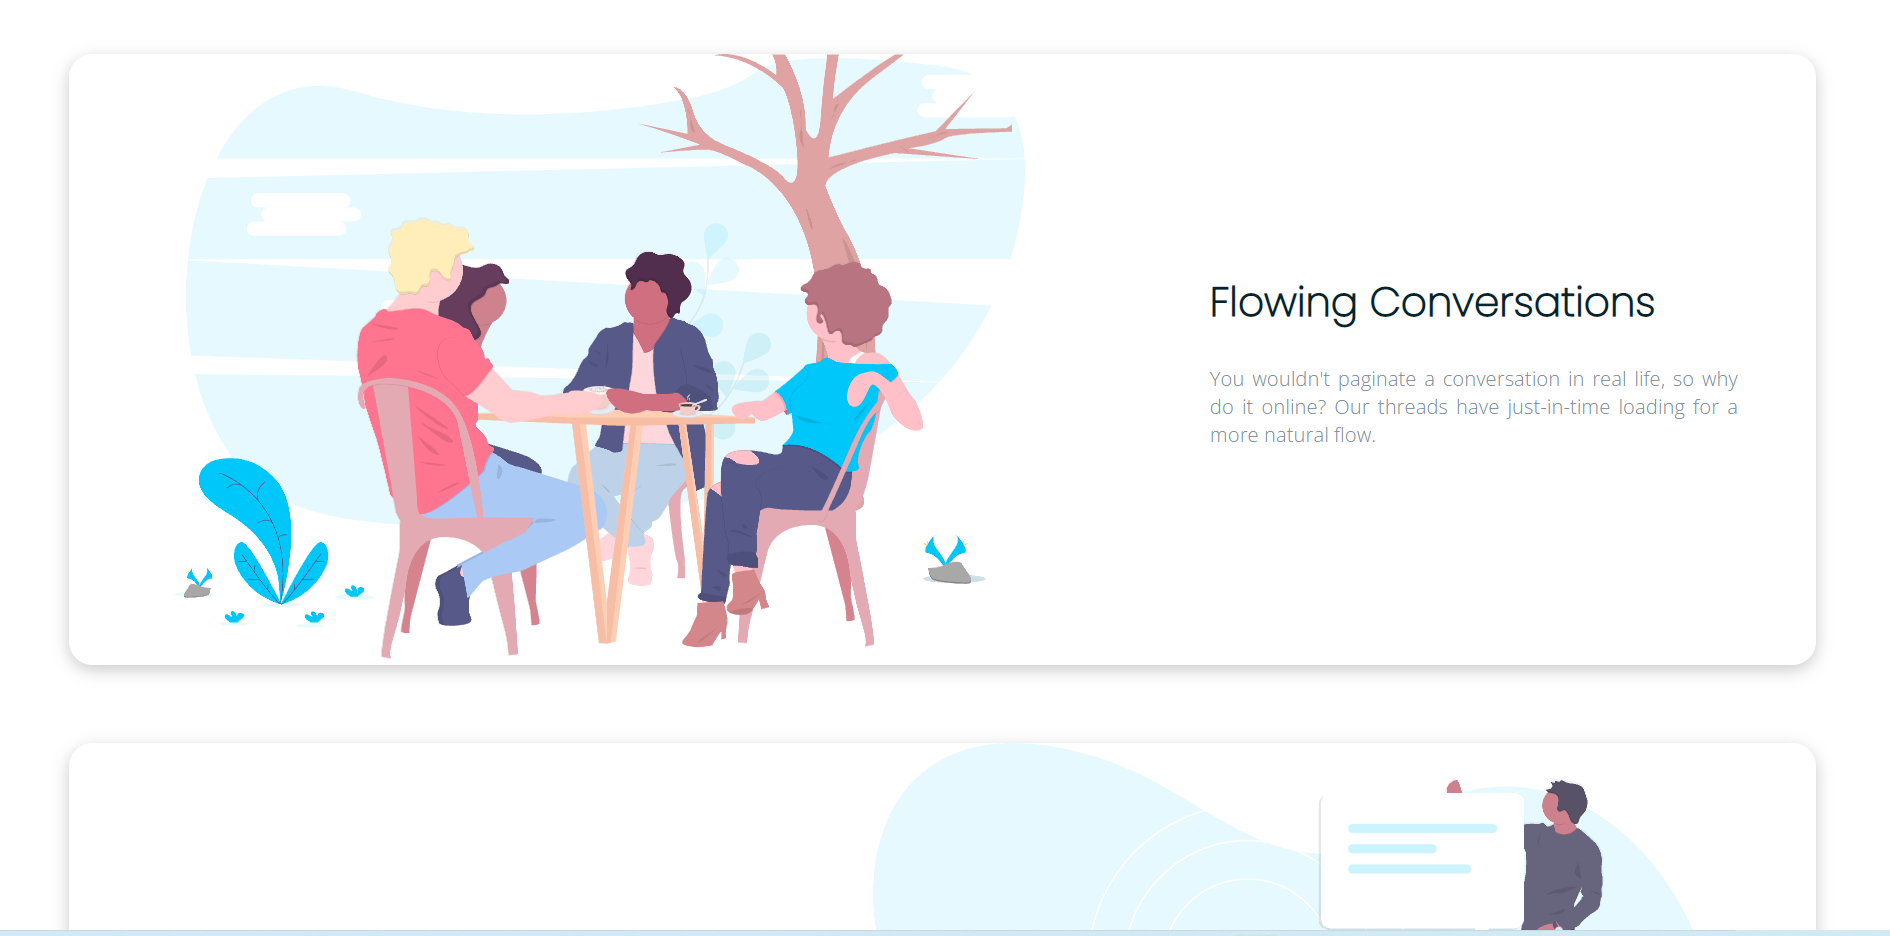 Flowing Conversations
You wouldn't paginate a conversation in real life, so why
do it online? Our threads have just-in-time loading for a
more natural flow.